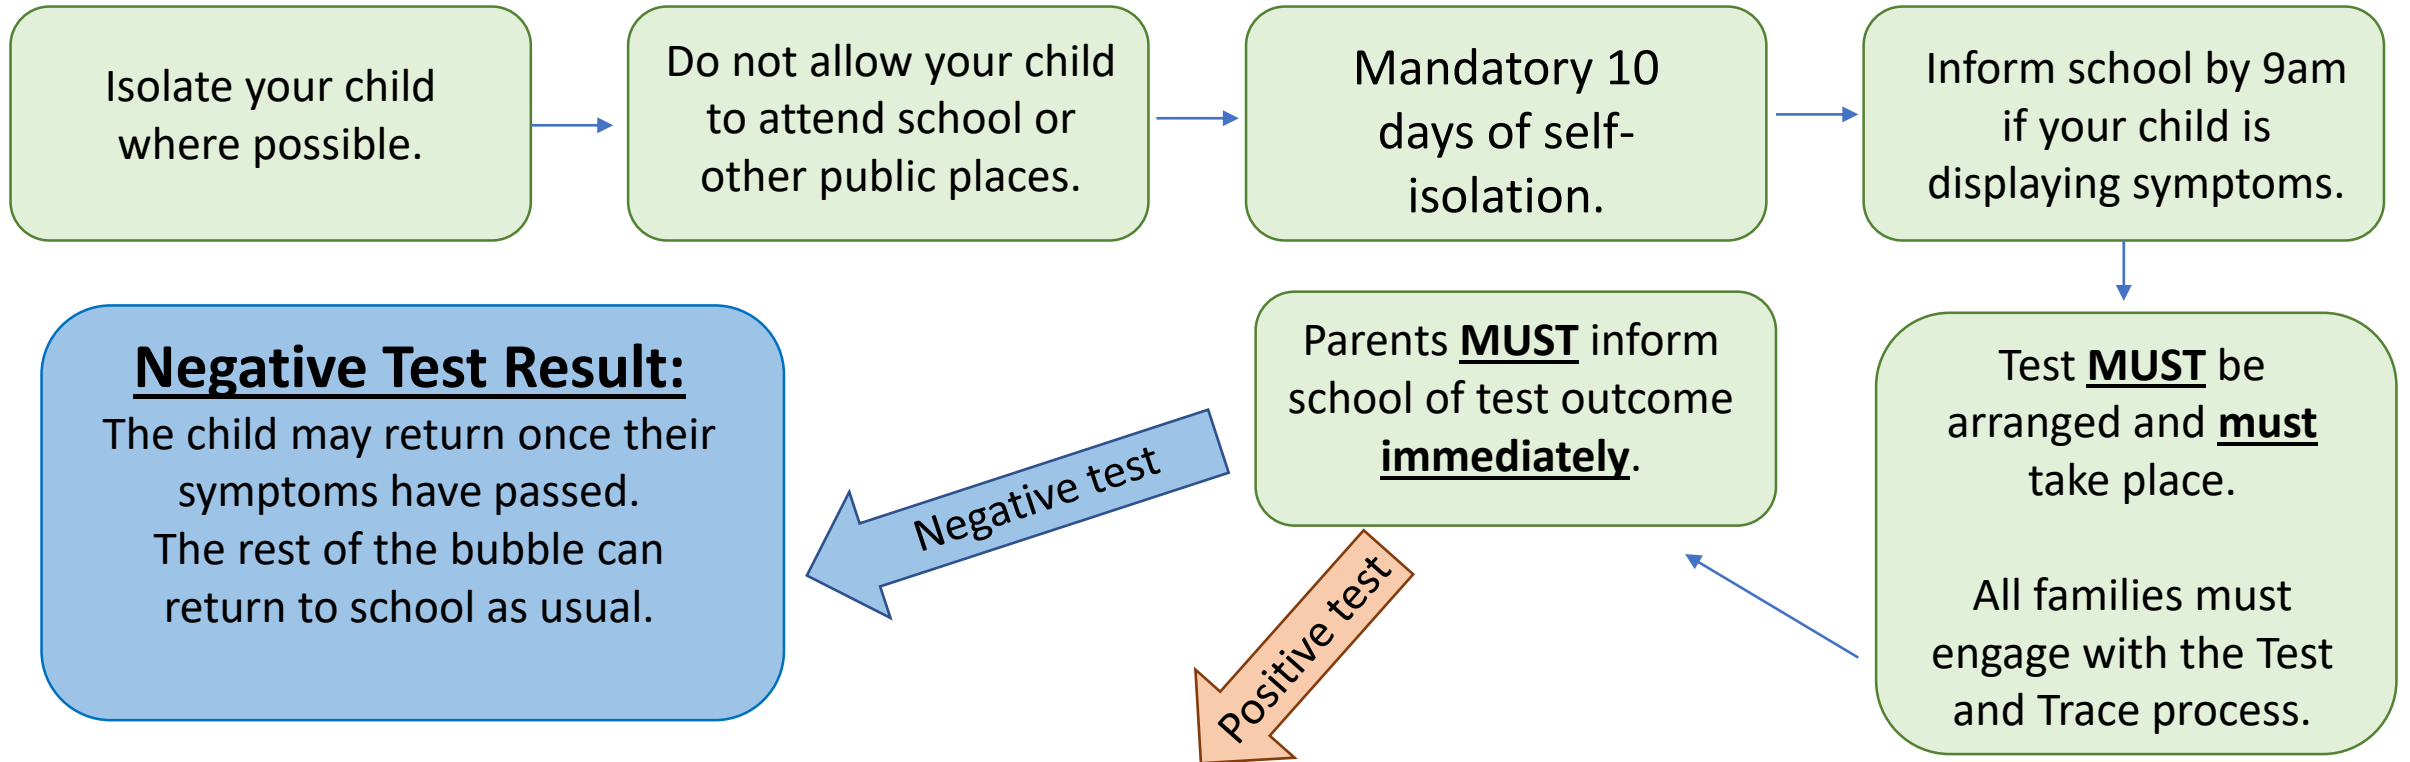 Isolate your child
where possible.
Do not allow your child
to attend school or
other public places.
Mandatory 10
days of self-
isolation.
Inform school by 9am
if your child is
displaying symptoms.
Test MUST be
arranged and must
take place.
All families must
engage with the Test
and Trace process.
Parents MUST inform
school of test outcome
immediately.
Negative test
Positive test
Negative Test Result:
The child may return once their
symptoms have passed.
The rest of the bubble can
return to school as usual.